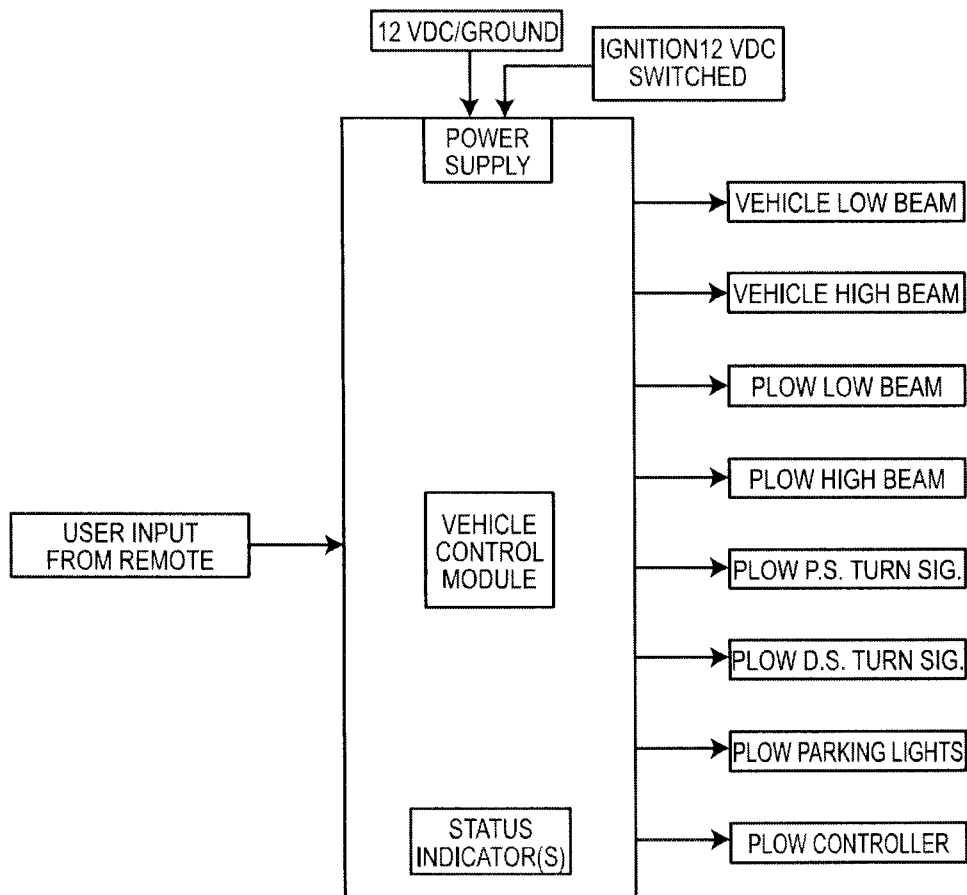 12 VDC/GROUND
IGNITION12 VDC
SWITCHED
POWER
SUPPLY
VEHICLE LOW BEAM
VEHICLE HIGH BEAM
PLOW LOW BEAM
PLOW HIGH BEAM
USER INPUT
FROM REMOTE
VEHICLE
CONTROL
MODULE
PLOW P.S. TURN SIG.
PLOW D.S. TURN SIG.
PLOW PARKING LIGHTS
STATUS
INDICATOR(S)
PLOW CONTROLLER